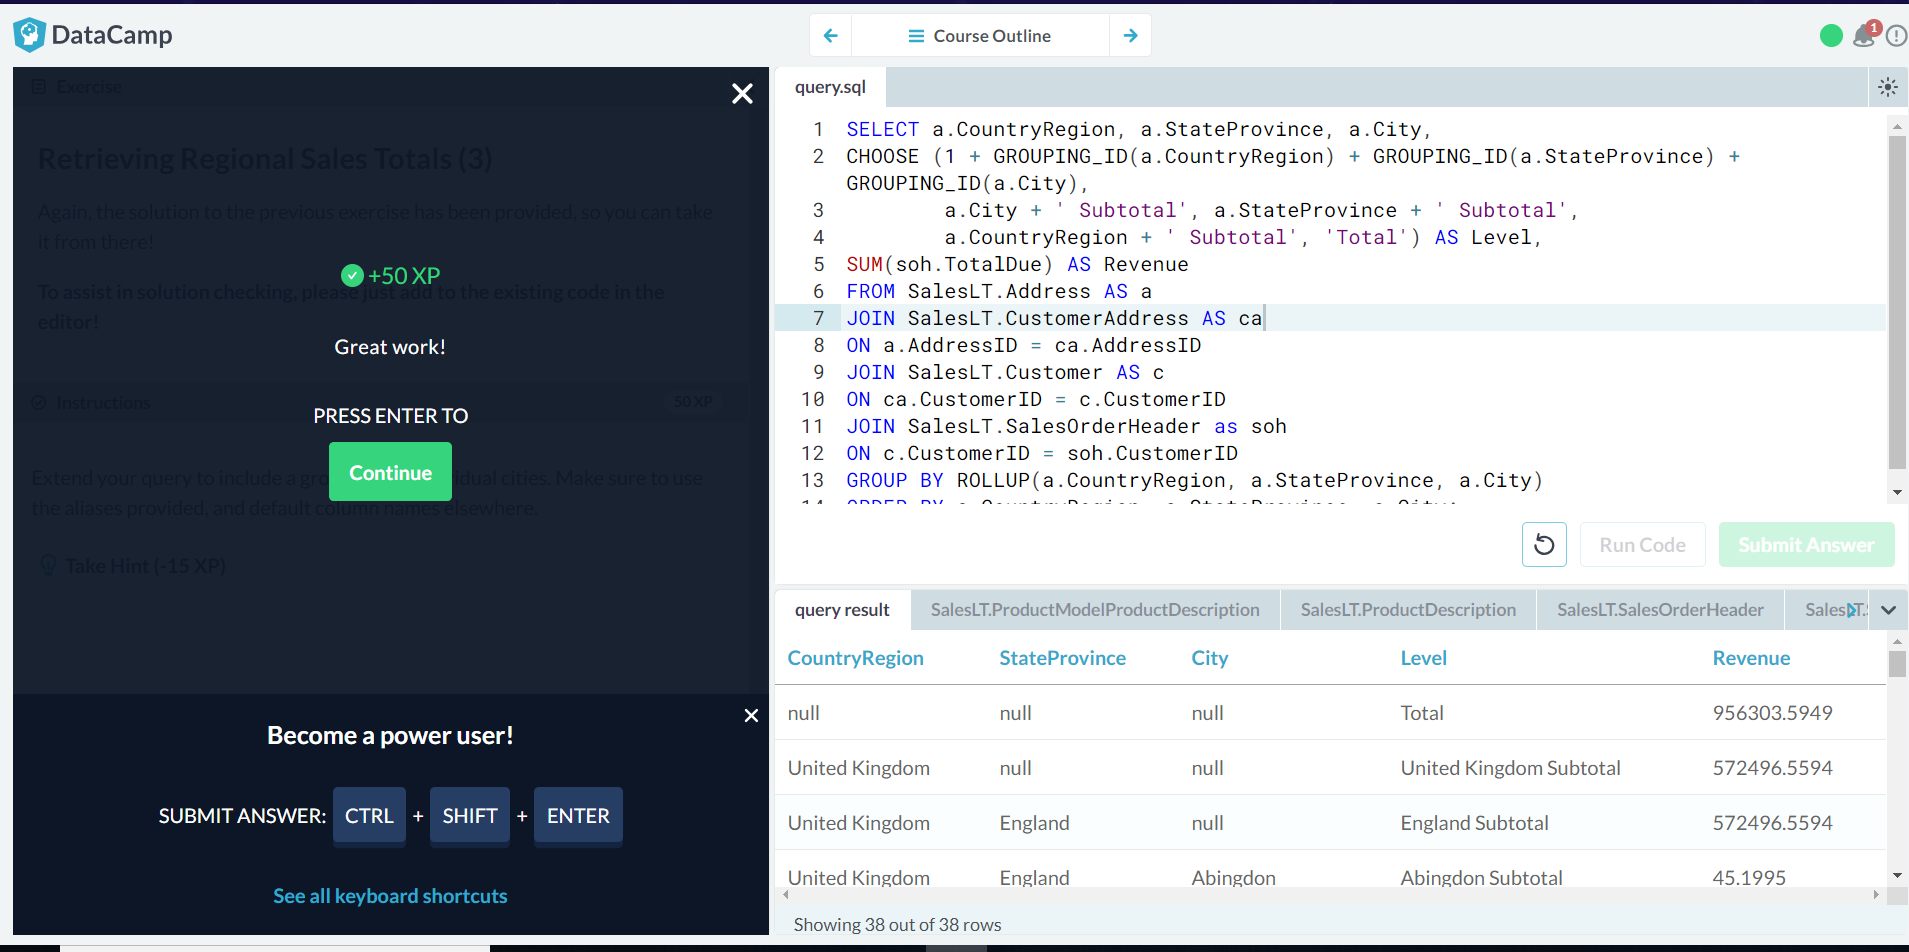 DataCamp
Course Outline
1
Exercise
Retrieving Regional Sales Totals (3)
Again, the solution to the previous exercise has been provided, so you can take
it from there!
To assist in solution checking, please just add to the existing code in the
editor!
+50 XP
Great work!
Instructions
50 XP
PRESS ENTER TO
Continue
Extend your query to include a gro idual cities. Make sure to use
the aliases provided, and default column names elsewhere.
Take Hint (-15 XP)
Become a power user!
SUBMIT ANSWER: CTRL + SHIFT + ENTER
See all keyboard shortcuts
query.sql
1 SELECT a.CountryRegion, a.StateProvince, a.City,
2 CHOOSE (1 + GROUPING_ID(a.CountryRegion) + GROUPING_ID(a.StateProvince) +
GROUPING_ID(a.City),
3 a.City + ' Subtotal', a.StateProvince + ' Subtotal',
4 a.CountryRegion + ' Subtotal', 'Total') AS Level,
5 SUM(soh.TotalDue) AS Revenue
6 FROM SalesLT.Address AS a
7 JOIN SalesLT.CustomerAddress AS ca
8 ON a.AddressID = ca.AddressID
9 JOIN SalesLT.Customer AS c
10 ON ca.CustomerID = c.CustomerID
11 JOIN SalesLT.SalesOrderHeader as soh
12 ON c.CustomerID = soh.CustomerID
13 GROUP BY ROLLUP(a.CountryRegion, a.StateProvince, a.City)
14 ORDER BY a.CountryRegion, a.StateProvince, a.City;
Run Code
Submit Answer
query result SalesLT.ProductModelProductDescription SalesLT.ProductDescription SalesLT.SalesOrderHeader SalesLT.
CountryRegion StateProvince City Level Revenue
null null null Total 956303.5949
United Kingdom null null United Kingdom Subtotal 572496.5594
United Kingdom England null England Subtotal 572496.5594
United Kingdom England Abingdon Abingdon Subtotal 45.1995
Showing 38 out of 38 rows